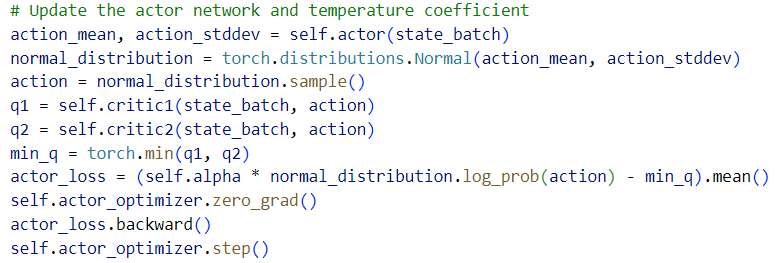 # Update the actor network and temperature coefficient
action_mean, action_stddev = self.actor(state_batch)
normal_distribution = torch.distributions.Normal(action_mean, action_stddev)
action = normal_distribution.sample()
q1 = self.critic1(state_batch, action)
q2 = self.critic2(state_batch, action)
min_q = torch.min(q1, q2)
actor_loss = (self.alpha * normal_distribution.log_prob(action) - min_q).mean()
self.actor_optimizer.zero_grad()
actor_loss.backward()
self.actor_optimizer.step()